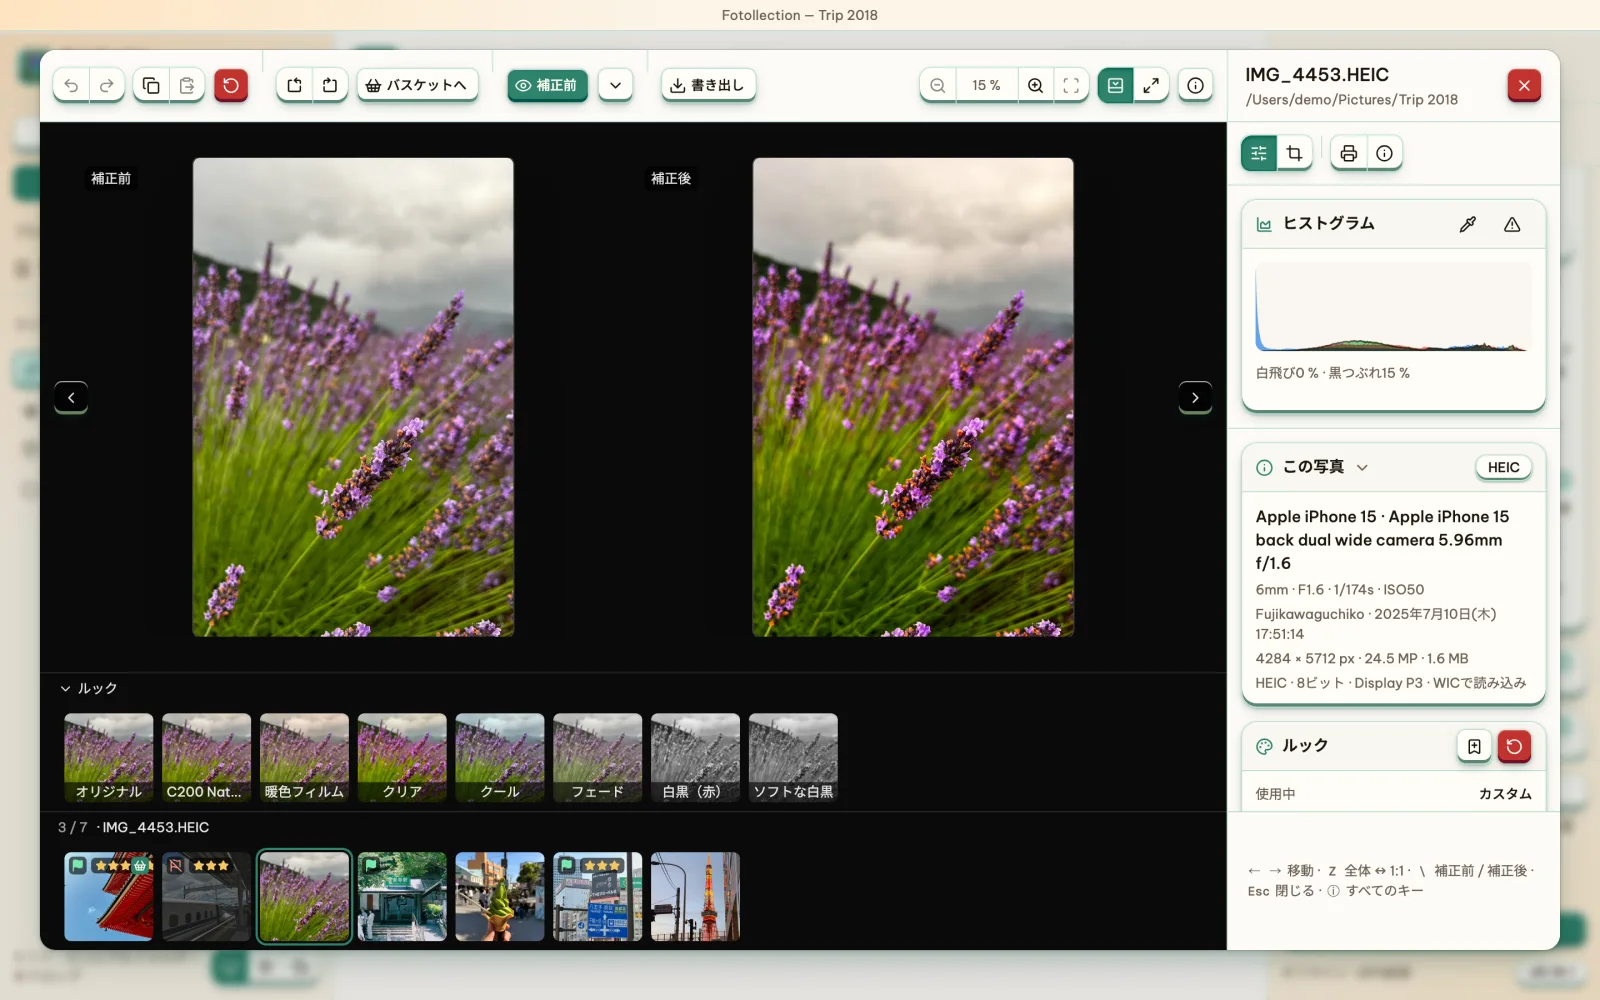 Fotollection — Trip 2018
バスケットへ
補正前
書き出し
15 %
IMG_4453.HEIC
/Users/demo/Pictures/Trip 2018
補正前
補正後
ヒストグラム
白飛び0 % · 黒つぶれ15 %
この写真
HEIC
Apple iPhone 15 · Apple iPhone 15
back dual wide camera 5.96mm
f/1.6
6mm · F1.6 · 1/174s · ISO50
Fujikawaguchiko · 2025年7月10日(木)
17:51:14
4284 × 5712 px · 24.5 MP · 1.6 MB
HEIC · 8ビット · Display P3 · WICで読み込み
ルック
使用中
カスタム
← → 移動 · Z 全体 ↔ 1:1 · \ 補正前 / 補正後 ·
Esc 閉じる · ⓘ すべてのキー
ルック
オリジナル
C200 Nat...
暖色フィルム
クリア
クール
フェード
白黒（赤）
ソフトな白黒
3 / 7 · IMG_4453.HEIC